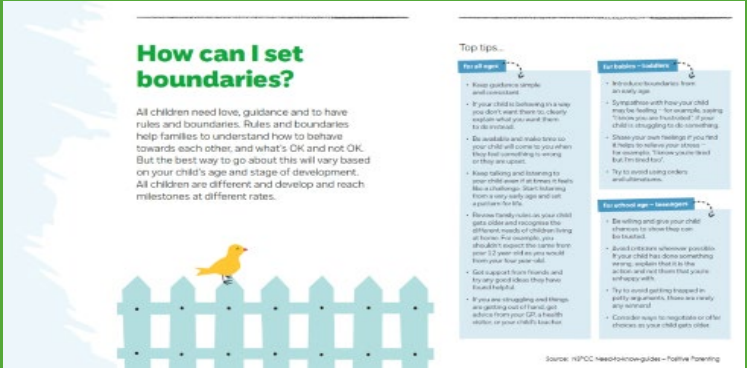 How can I set
boundaries?
All children need love, guidance and to have
rules and boundaries. Rules and boundaries
help families to understand how to behave
towards each other, and what's OK and not OK.
But the best way to go about this will vary based
on your child's age and stage of development.
All children are different and develop and reach
milestones at different rates.
Top tips...
For all ages
• Keep guidance simple
and consistent.
• If your child is behaving in a way
you don't want them to, clearly
explain what you want them
to do instead.
• Be available and make time so
your child will come to you when
they feel something is wrong
or they are upset.
• Keep talking and listening to
your child even if at times it feels
like a challenge. Start listening
from a very early age and set
a pattern for life.
• Review family rules as your child
gets older and recognise the
different needs of children living
at home. For example, you
shouldn't expect the same from
your 12 year-old as you would
from your four year-old.
• Get support from friends and
try any good ideas they have
found helpful.
• If you are struggling and things
are getting out of hand, get
advice from your GP, a health
visitor, or your child's teacher.
For babies – toddlers
• Introduce boundaries from
an early age.
• Sympathise with how your child
may be feeling – for example, saying
"I know you are frustrated", if your
child is struggling to do something.
• Share your own feelings if you find
it helps to relieve your stress –
for example, "I know you're tired
but I'm tired too".
• Try to avoid using orders
and ultimatums.
For school age – teenagers
• Be willing and give your child
chances to show they can
be trusted.
• Avoid criticism wherever possible.
If your child has done something
wrong, explain that it is the
action and not them that you're
unhappy with.
• Try to avoid getting trapped in
petty arguments, there are rarely
any winners!
• Consider ways to negotiate or offer
choices as your child gets older.
Source: NSPCC Need-to-know-guides – Positive Parenting